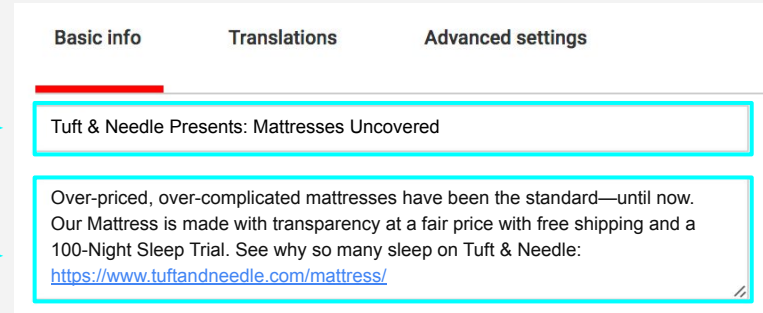 Basic info Translations Advanced settings
Tuft & Needle Presents: Mattresses Uncovered
Over-priced, over-complicated mattresses have been the standard—until now.
Our Mattress is made with transparency at a fair price with free shipping and a
100-Night Sleep Trial. See why so many sleep on Tuft & Needle:
https://www.tuftandneedle.com/mattress/